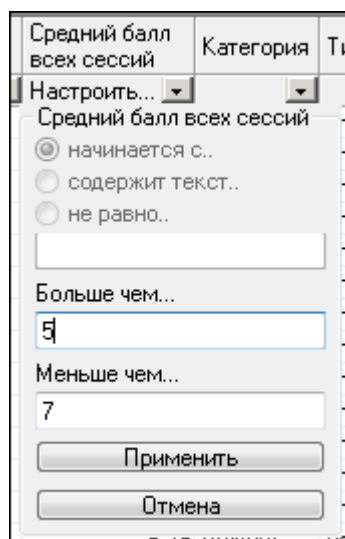 Средний балл
всех сессий
Категория
Настроить...
Средний балл всех сессий
начинается с..
содержит текст..
не равно..
Больше чем...
5
Меньше чем...
7
Применить
Отмена